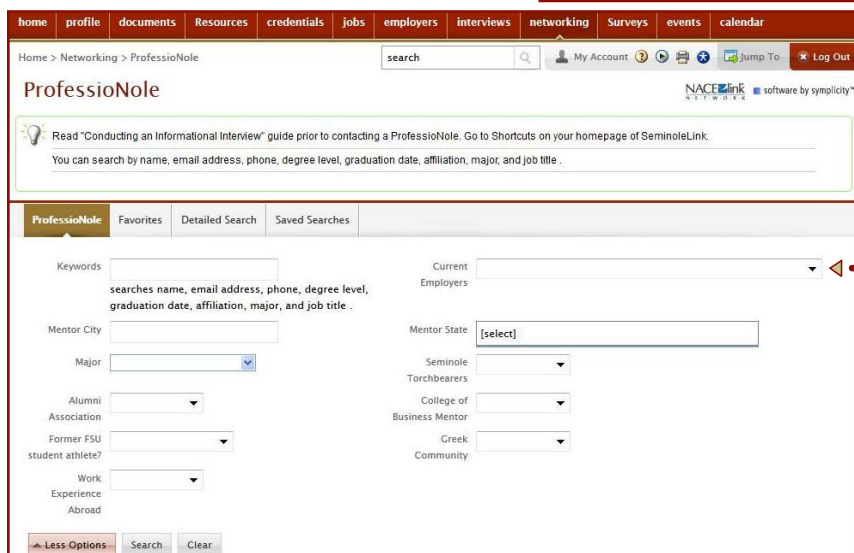 home profile documents Resources credentials jobs employers interviews networking Surveys events calendar
Home > Networking > ProfessioNole search My Account Jump To Log Out
ProfessioNole
NACElink NETWORK software by symplicity™
Read "Conducting an Informational Interview" guide prior to contacting a ProfessioNole. Go to Shortcuts on your homepage of SeminoleLink.
You can search by name, email address, phone, degree level, graduation date, affiliation, major, and job title .
ProfessioNole Favorites Detailed Search Saved Searches
Keywords
searches name, email address, phone, degree level,
graduation date, affiliation, major, and job title .
Current
Employers
Mentor City
Mentor State [select]
Major
Seminole
Torchbearers
Alumni
Association
College of
Business Mentor
Former FSU
student athlete?
Greek
Community
Work
Experience
Abroad
Less Options Search Clear